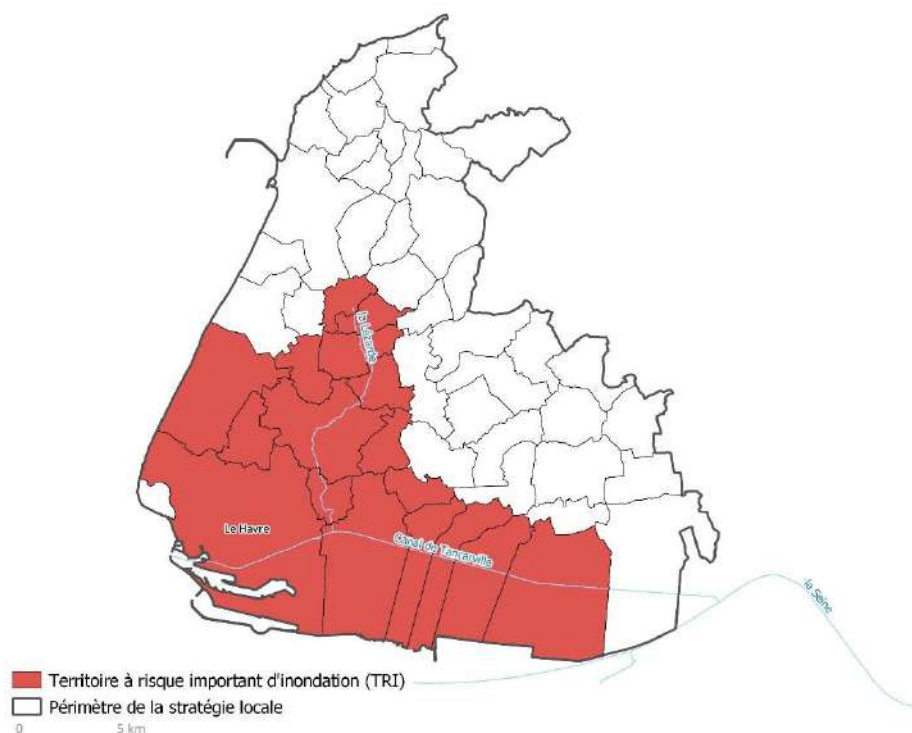 la Lézarde
Le Havre
Canal de Tancarville
la Seine
Territoire à risque important d'inondation (TRI)
Périmètre de la stratégie locale
0 5 km